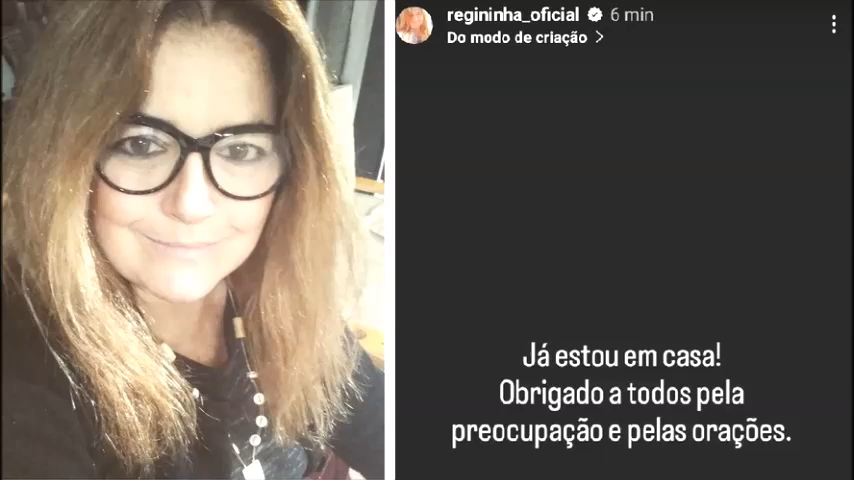 regininha_oficial 6 min
Do modo de criação
Já estou em casa!
Obrigado a todos pela
preocupação e pelas orações.